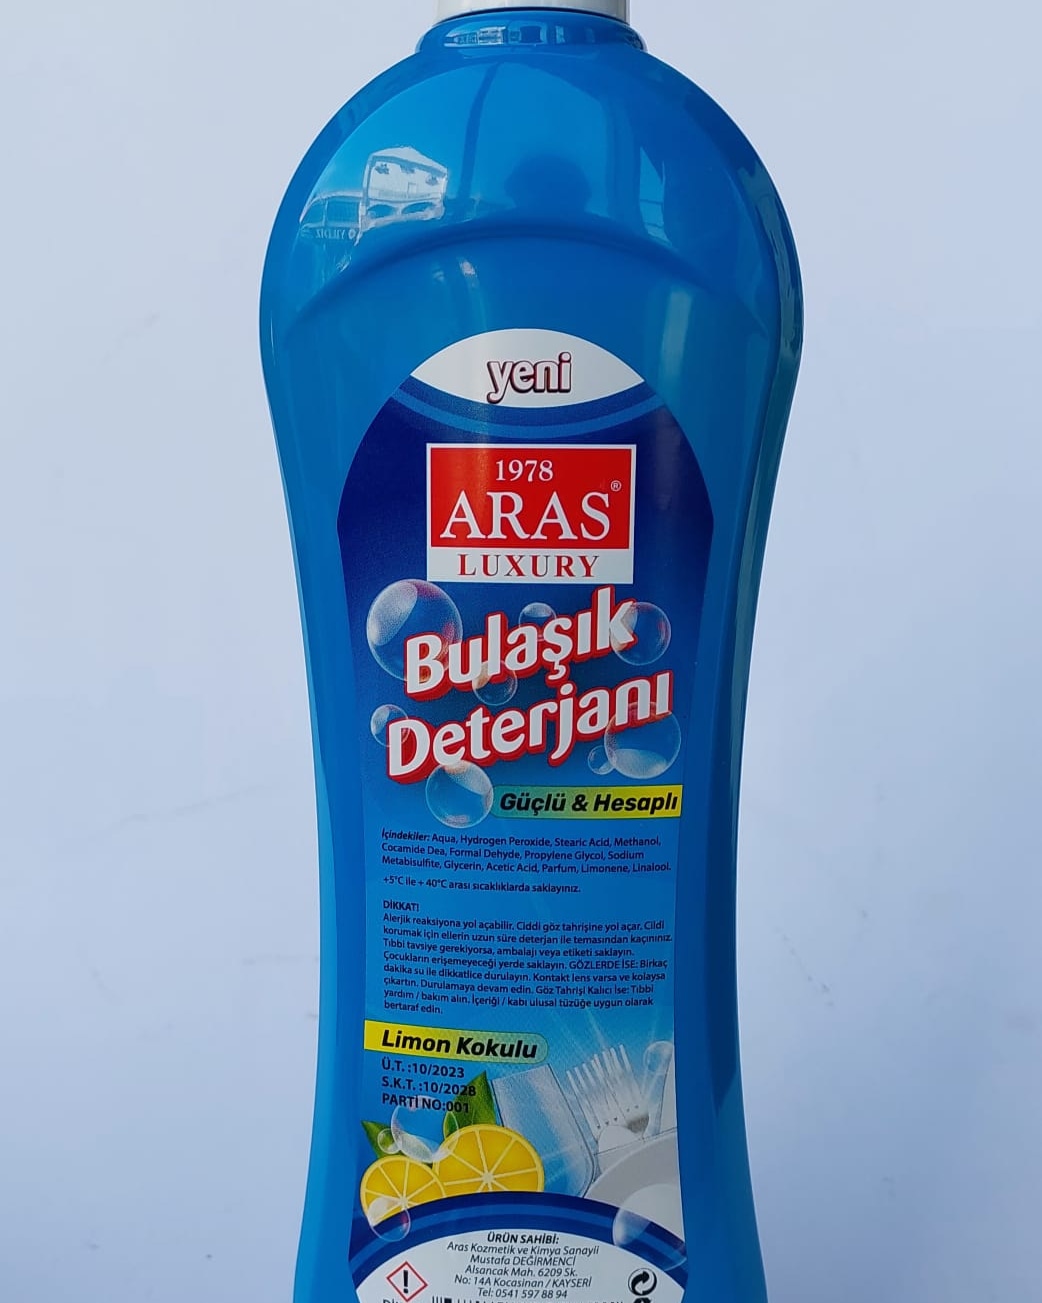 yeni
1978
ARAS®
LUXURY
Bulaşık
Deterjanı
Güçlü & Hesaplı
İçindekiler: Aqua, Hydrogen Peroxide, Stearic Acid, Methanol,
Cocamide Dea, Formal Dehyde, Propylene Glycol, Sodium
Metabisulfite, Glycerin, Acetic Acid, Parfum, Limonene, Linalool.
+5°C ile + 40°C arası sıcaklıklarda saklayınız.
DİKKAT!
Alerjik reaksiyona yol açabilir. Ciddi göz tahrişine yol açar. Cildi
korumak için ellerin uzun süre deterjan ile temasından kaçınınız.
Tıbbi tavsiye gerekiyorsa, ambalajı veya etiketi saklayın.
Çocukların erişemeyeceği yerde saklayın. GÖZLERDE İSE: Birkaç
dakika su ile dikkatlice durulayın. Kontakt lens varsa ve kolaysa
çıkartın. Durulamaya devam edin. Göz Tahrişi Kalıcı İse: Tıbbi
yardım / bakım alın. İçeriği / kabı ulusal tüzüğe uygun olarak
bertaraf edin.
Limon Kokulu
Ü.T. :10/2023
S.K.T. :10/2028
PARTİ NO:001
ÜRÜN SAHİBİ:
Aras Kozmetik ve Kimya Sanayii
Mustafa DEĞİRMENCİ
Alsancak Mah. 6209 Sk.
No: 14A Kocasinan / KAYSERİ
Tel: 0541 597 88 94